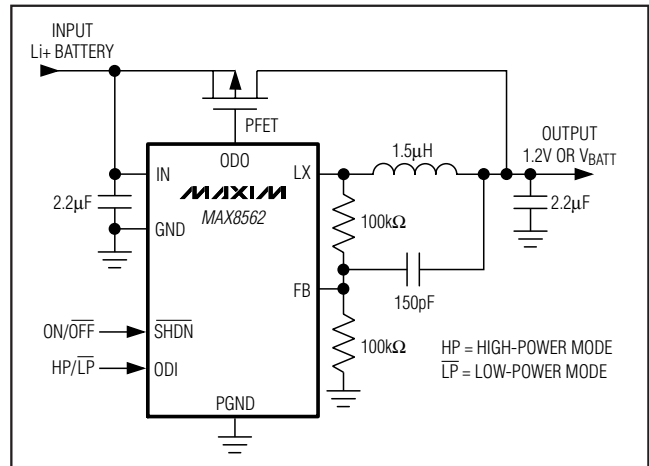 INPUT
Li+ BATTERY
PFET
ODO
OUTPUT
1.2V OR VBATT
1.5μH
IN
LX
MAXIM
MAX8562
2.2μF
2.2μF
100kΩ
GND
FB
150pF
ON/OFF
SHDN
100kΩ
HP = HIGH-POWER MODE
HP/LP
ODI
LP = LOW-POWER MODE
PGND